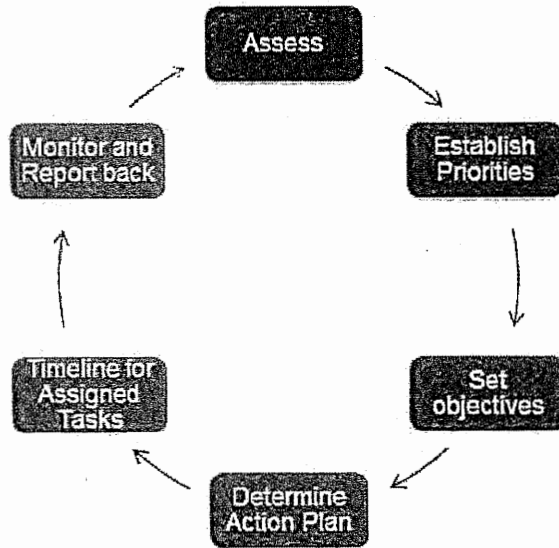 Assess
Establish
Priorities
Set
objectives
Determine
Action Plan
Timeline for
Assigned
Tasks
Monitor and
Report back